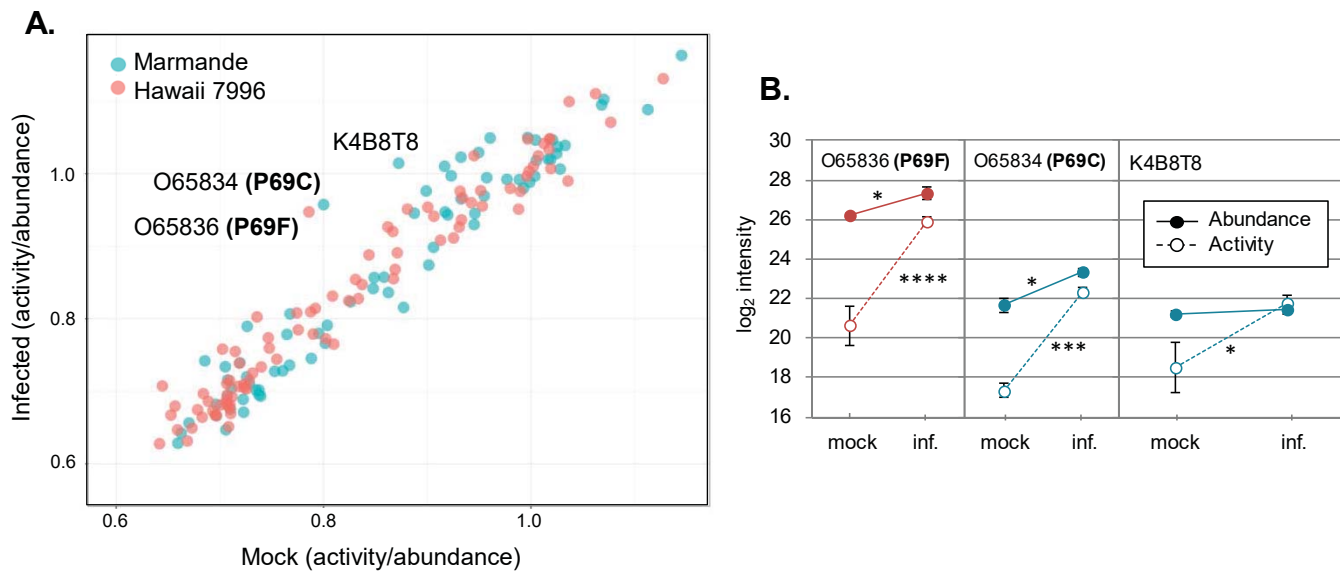 A.
Marmande
Hawaii 7996
K4B8T8
O65834 (P69C)
O65836 (P69F)
Infected (activity/abundance)
1.0
0.8
0.6
0.6
0.8
1.0
Mock (activity/abundance)
B.
log2 intensity
30
28
26
24
22
20
18
16
O65836 (P69F)
O65834 (P69C)
K4B8T8
Abundance
Activity
*
****
*
***
*
mock
inf.
mock
inf.
mock
inf.